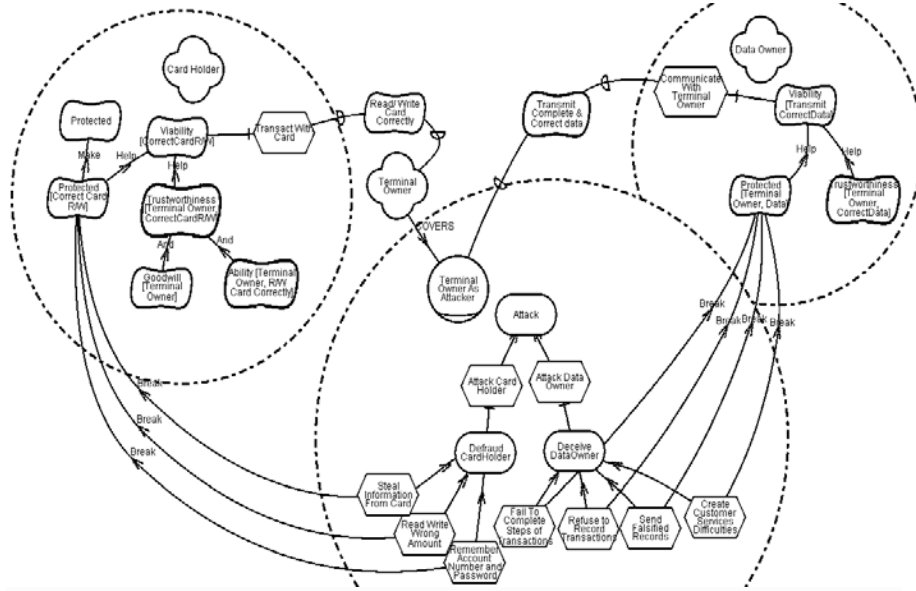 Card Holder
Protected
Viability
[CorrectCardR/W]
Make
Help
Protected
[Correct Card
R/W]
Help
Trustworthiness
[Terminal Owner,
CorrectCardR/W]
And
And
Goodwill
[Terminal
Owner]
Ability [Terminal
Owner, R/W
Card Correctly]
Transact With
Card
Read/ Write
Card
Correctly
Terminal
Owner
COVERS
Terminal
Owner As
Attacker
Transmit
Complete &
Correct data
Communicate
With
Terminal
Owner
Data Owner
Viability
[Transmit
CorrectData]
Help
Help
Protected
[Terminal
Owner, Data]
Trustworthiness
[Terminal
Owner,
CorrectData]
Attack
Attack Card
Holder
Attack Data
Owner
Defraud
CardHolder
Deceive
DataOwner
Break
Break
Break
Break
Break
Break
Break
Steal
Information
From Card
Read Write
Wrong
Amount
Remember
Account
Number and
Password
Fail To
Complete
Steps of
Transactions
Refuse to
Record
Transactions
Send
Falsified
Records
Create
Customer
Services
Difficulties